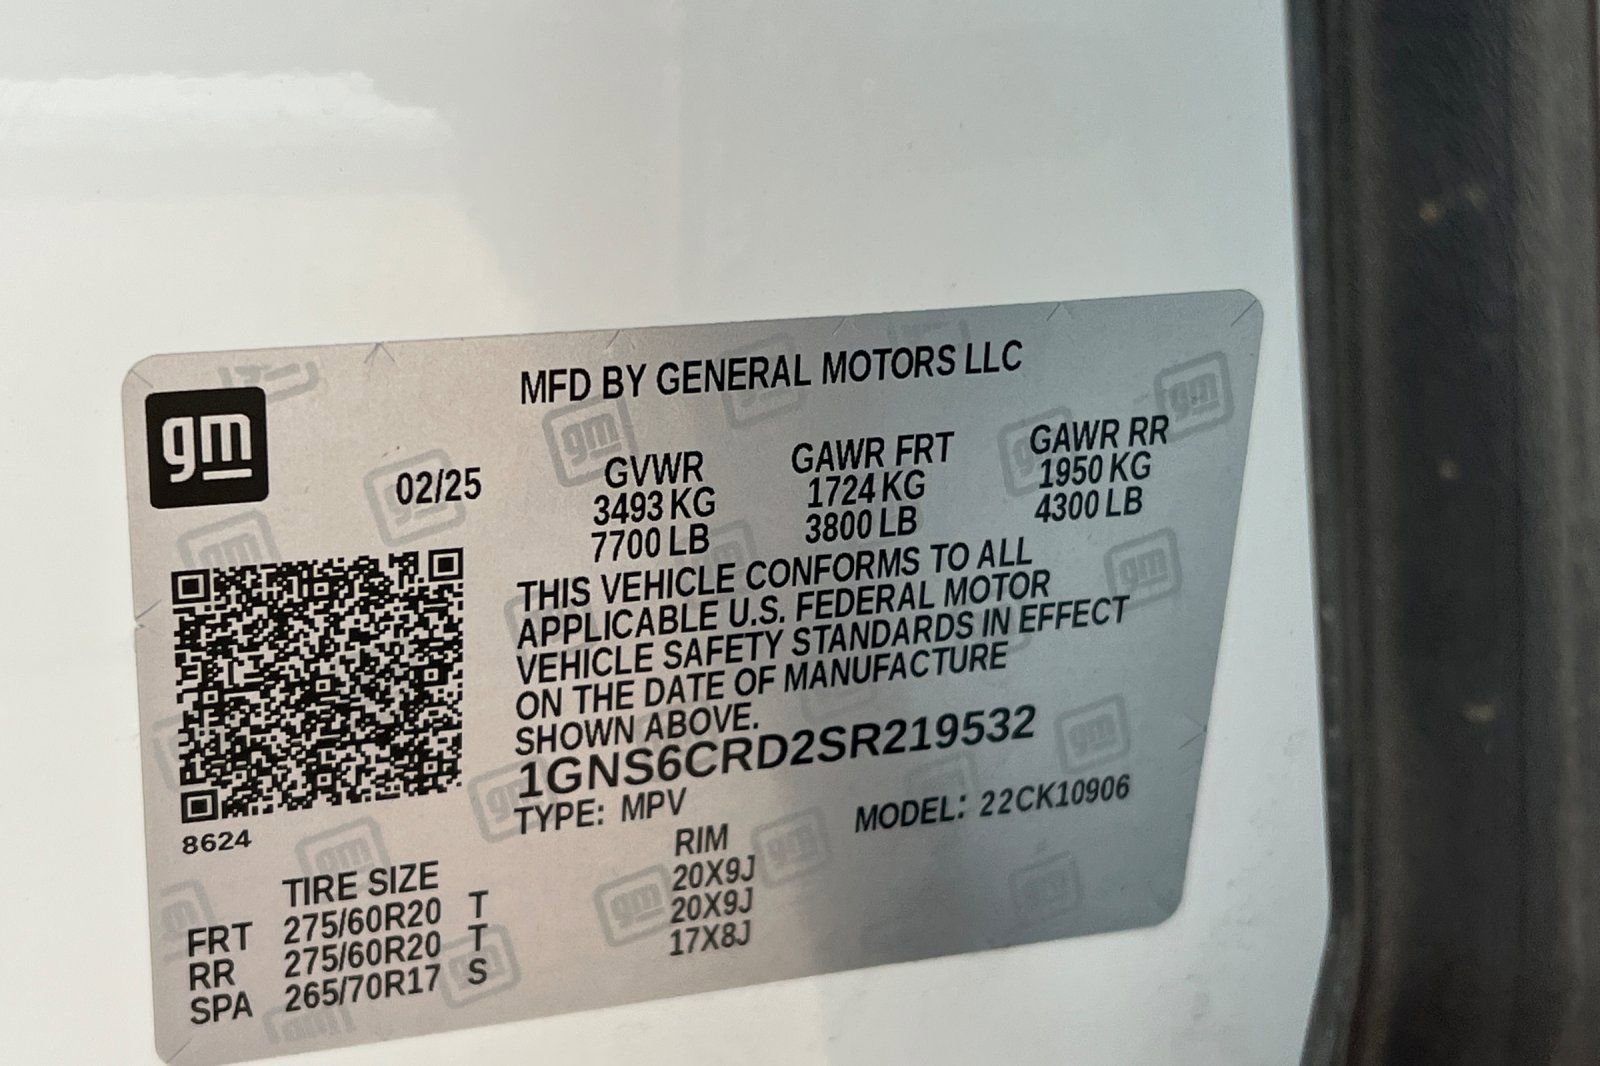 gm
MFD BY GENERAL MOTORS LLC
02/25
GVWR GAWR FRT GAWR RR
3493 KG 1724 KG 1950 KG
7700 LB 3800 LB 4300 LB
THIS VEHICLE CONFORMS TO ALL
APPLICABLE U.S. FEDERAL MOTOR
VEHICLE SAFETY STANDARDS IN EFFECT
ON THE DATE OF MANUFACTURE
SHOWN ABOVE.
1GNS6CRD2SR219532
TYPE: MPV MODEL: 22CK10906
8624
TIRE SIZE RIM
FRT 275/60R20 T 20X9J
RR 275/60R20 T 20X9J
SPA 265/70R17 S 17X8J